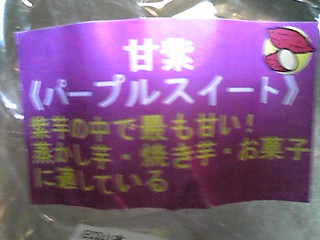 甘紫
《パープルスイート》
紫芋の中で最も甘い!
蒸かし芋・焼き芋・お菓子
に適している